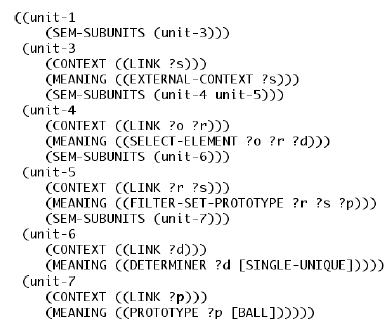 ((unit-1
(SEM-SUBUNITS (unit-3)))
(unit-3
(CONTEXT ((LINK ?s)))
(MEANING ((EXTERNAL-CONTEXT ?s)))
(SEM-SUBUNITS (unit-4 unit-5)))
(unit-4
(CONTEXT ((LINK ?o ?r)))
(MEANING ((SELECT-ELEMENT ?o ?r ?d)))
(SEM-SUBUNITS (unit-6)))
(unit-5
(CONTEXT ((LINK ?r ?s)))
(MEANING ((FILTER-SET-PROTOTYPE ?r ?s ?p)))
(SEM-SUBUNITS (unit-7)))
(unit-6
(CONTEXT ((LINK ?d)))
(MEANING ((DETERMINER ?d [SINGLE-UNIQUE]))))
(unit-7
(CONTEXT ((LINK ?p)))
(MEANING ((PROTOTYPE ?p [BALL])))))